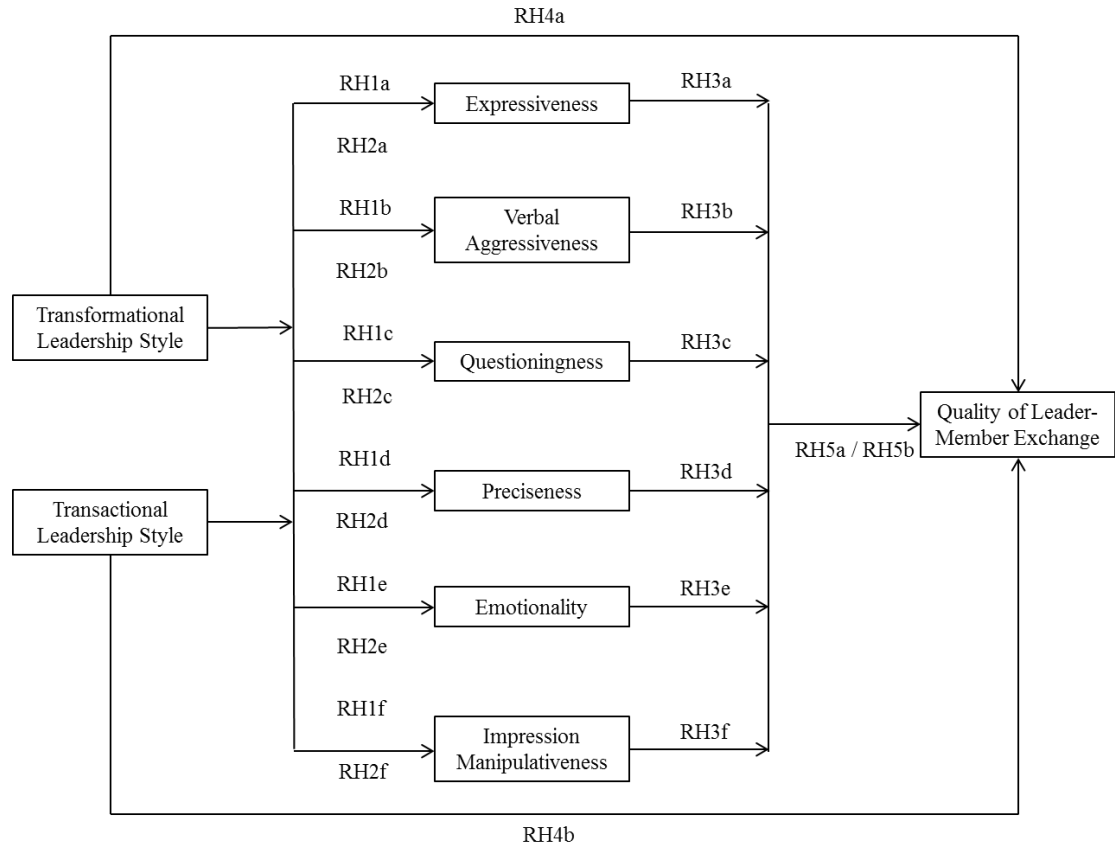 RH4a
RH1a
Expressiveness
RH3a
RH2a
RH1b
Verbal
Aggressiveness
RH3b
RH2b
Transformational
Leadership Style
RH1c
Questioningness
RH3c
RH2c
Quality of Leader-
Member Exchange
RH5a / RH5b
RH1d
Preciseness
RH3d
RH2d
Transactional
Leadership Style
RH1e
Emotionality
RH3e
RH2e
RH1f
Impression
Manipulativeness
RH3f
RH2f
RH4b